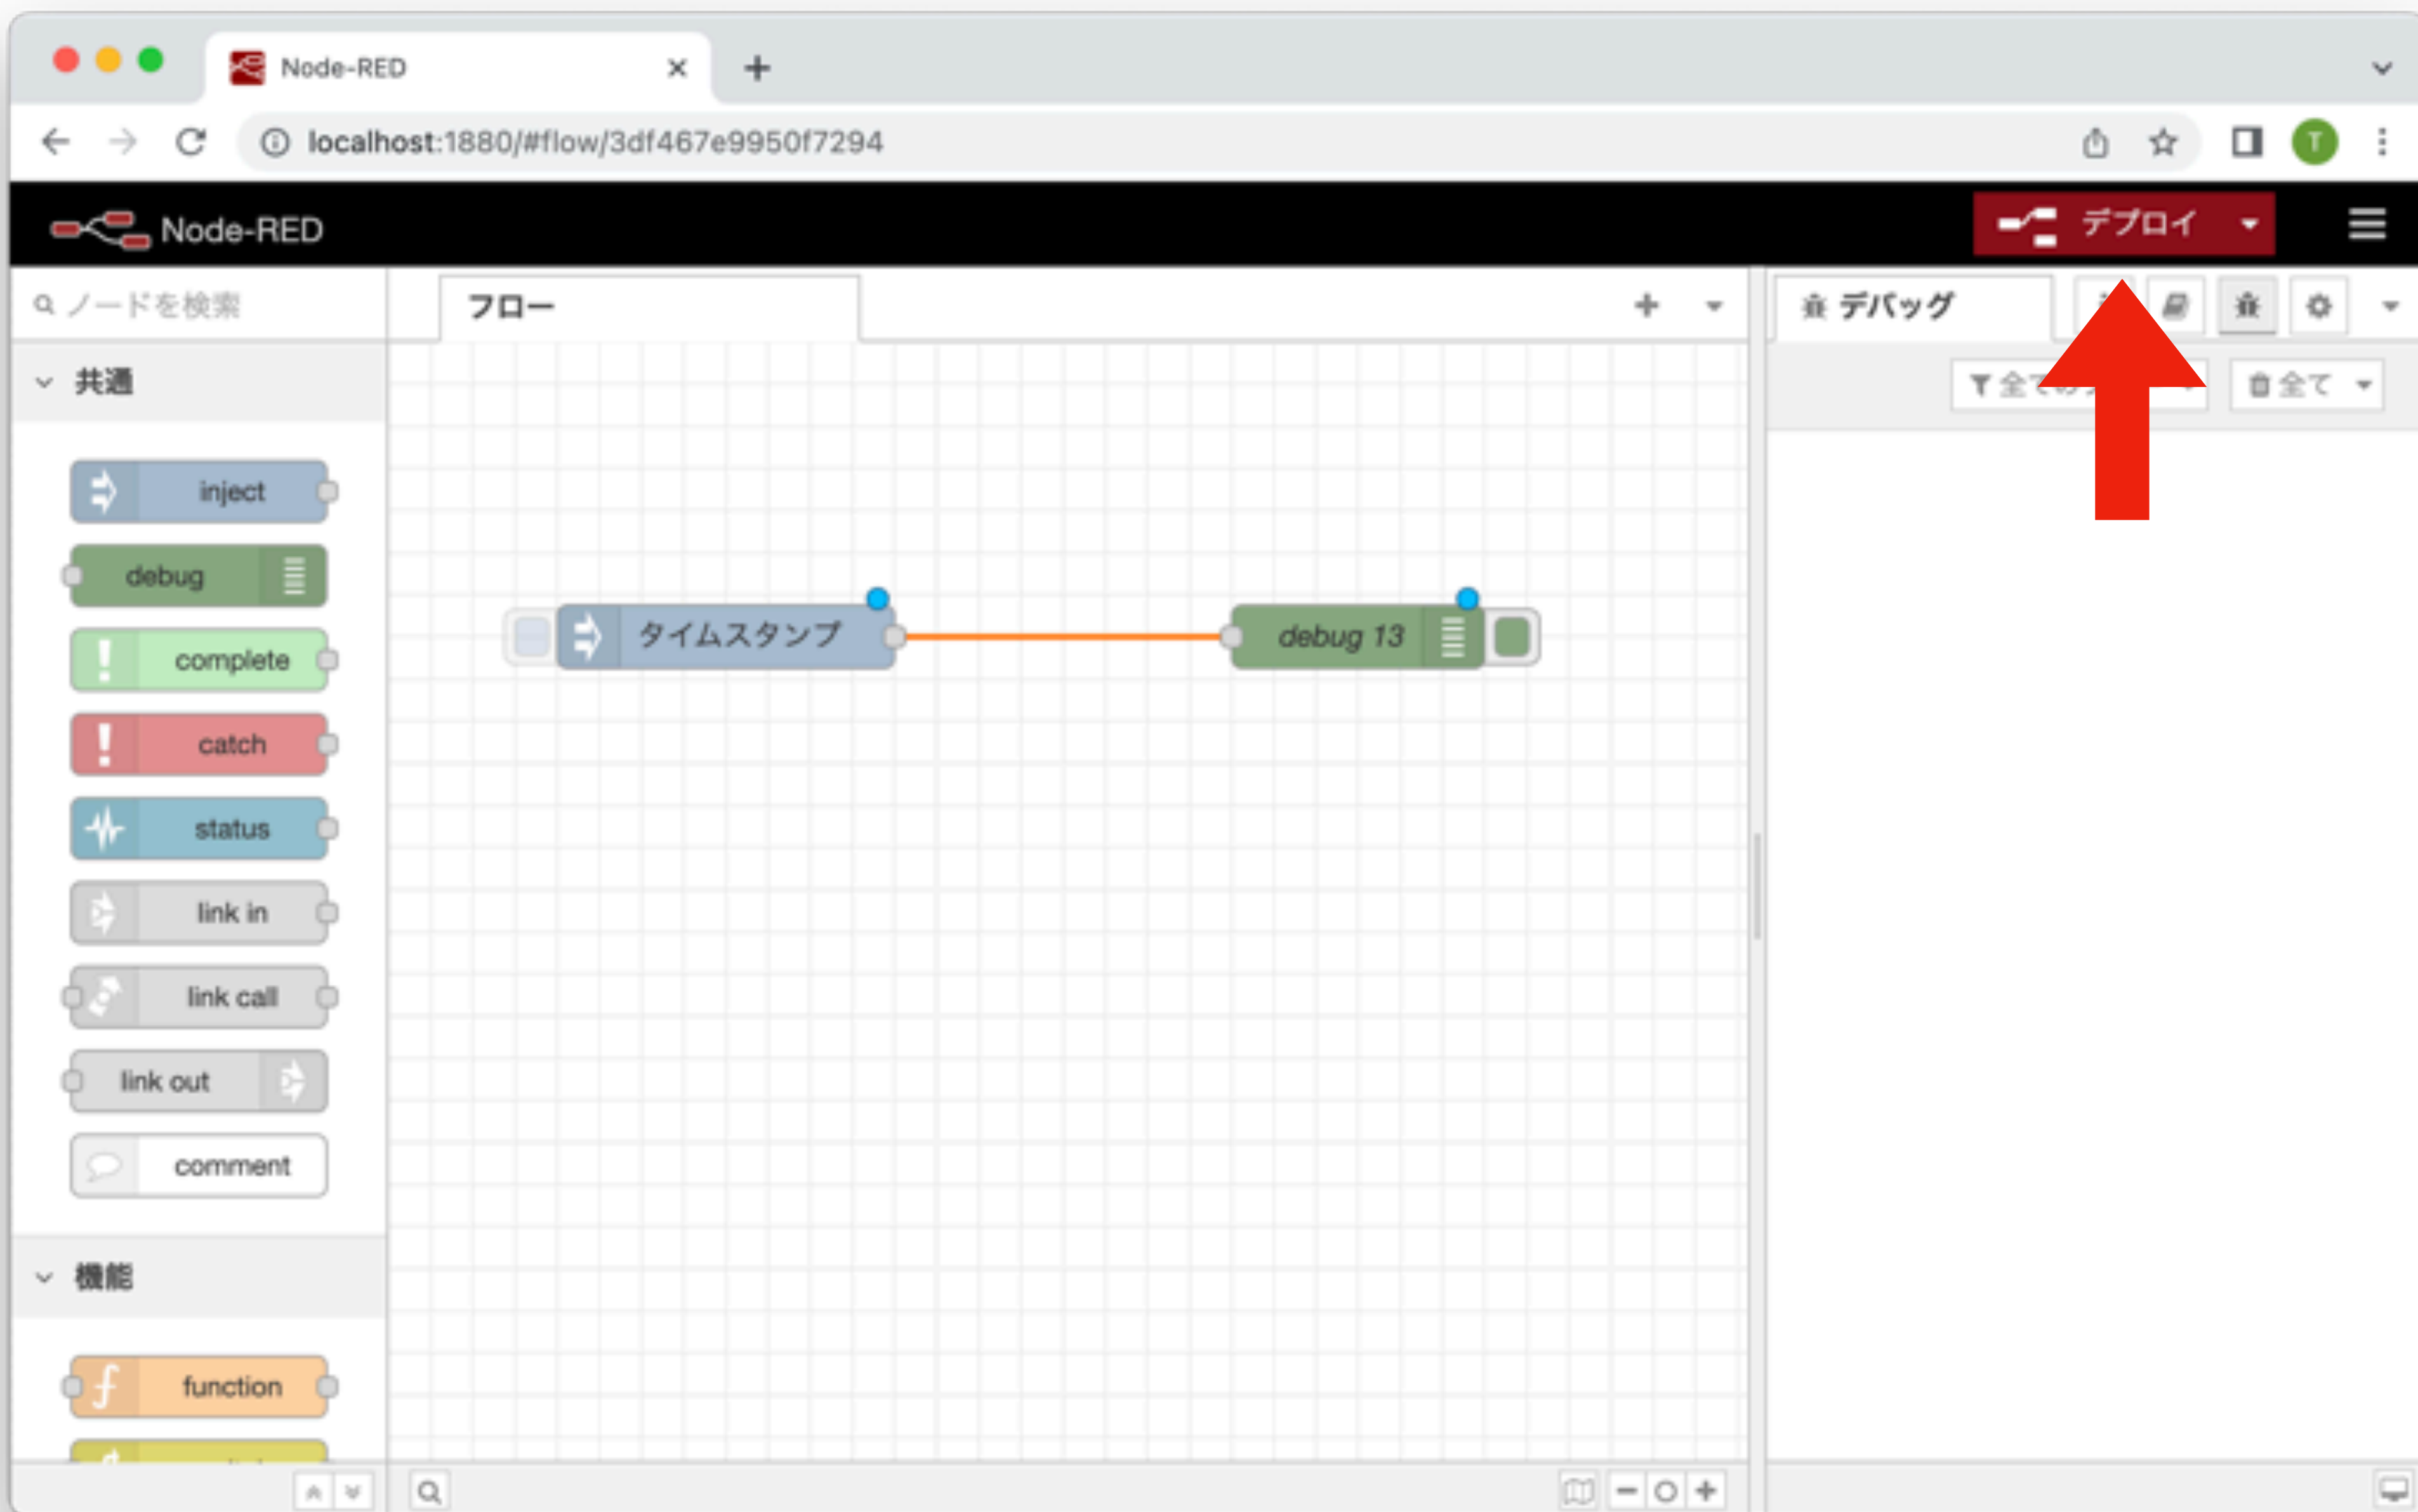 Node-RED
localhost:1880/#flow/3df467e9950f7294
T
Node-RED
デプロイ
ノードを検索
フロー
デバッグ
共通
全て
全て
inject
debug
complete
catch
status
link in
link call
link out
comment
タイムスタンプ
debug 13
機能
function